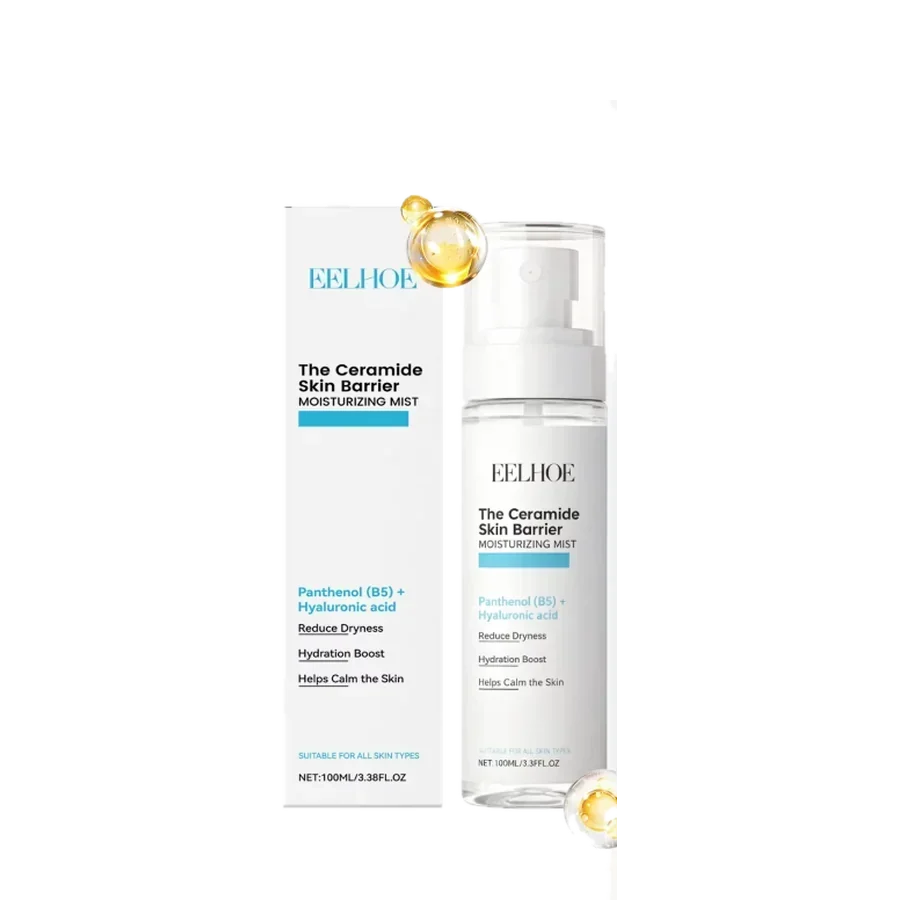 EELHOE
The Ceramide
Skin Barrier
MOISTURIZING MIST
Panthenol (B5) +
Hyaluronic acid
Reduce Dryness
Hydration Boost
Helps Calm the Skin
SUITABLE FOR ALL SKIN TYPES
NET:100ML/3.38FL.OZ
EELHOE
The Ceramide
Skin Barrier
MOISTURIZING MIST
Panthenol (B5) +
Hyaluronic acid
Reduce Dryness
Hydration Boost
Helps Calm the Skin
SUITABLE FOR ALL SKIN TYPES
NET:100ML/3.3FFL.OZ